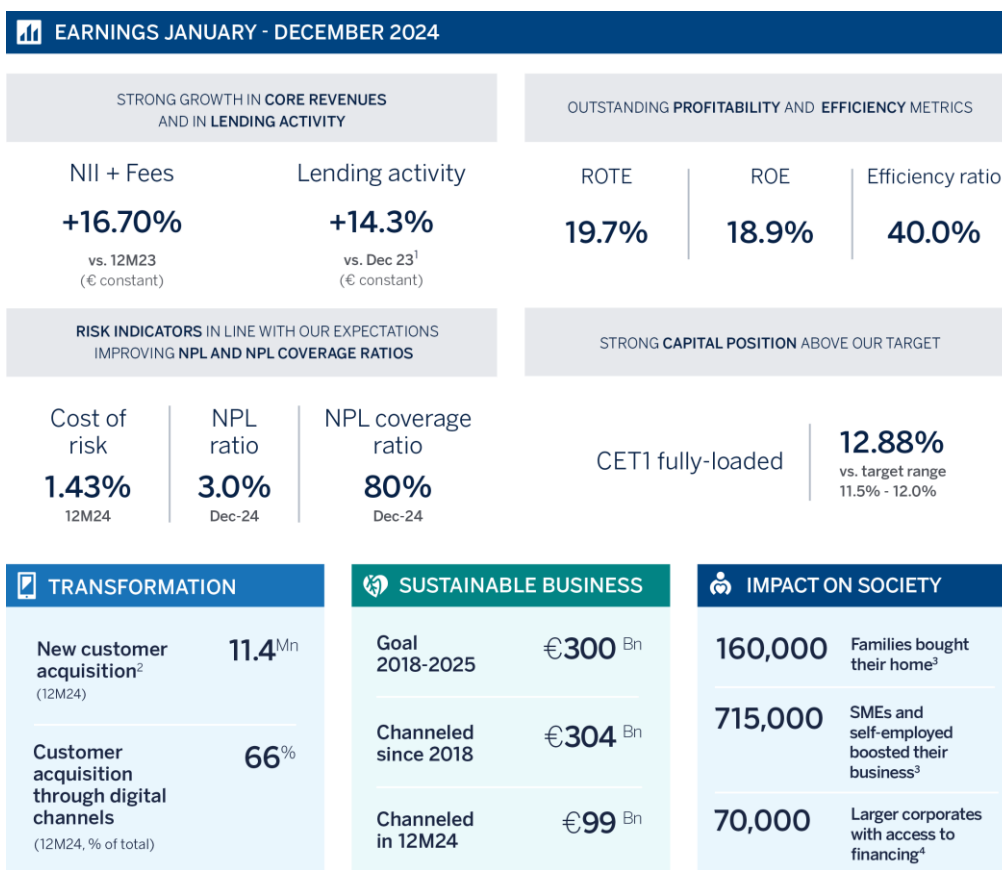 EARNINGS JANUARY - DECEMBER 2024
STRONG GROWTH IN CORE REVENUES
AND IN LENDING ACTIVITY
NII + Fees
+16.70%
vs. 12M23
(€ constant)
Lending activity
+14.3%
vs. Dec 23¹
(€ constant)
OUTSTANDING PROFITABILITY AND EFFICIENCY METRICS
ROTE
19.7%
ROE
18.9%
Efficiency ratio
40.0%
RISK INDICATORS IN LINE WITH OUR EXPECTATIONS
IMPROVING NPL AND NPL COVERAGE RATIOS
Cost of
risk
1.43%
12M24
NPL
ratio
3.0%
Dec-24
NPL coverage
ratio
80%
Dec-24
STRONG CAPITAL POSITION ABOVE OUR TARGET
CET1 fully-loaded
12.88%
vs. target range
11.5% - 12.0%
TRANSFORMATION
New customer
acquisition²
(12M24)
11.4 Mn
Customer
acquisition
through digital
channels
(12M, % of total)
66%
SUSTAINABLE BUSINESS
Goal
2018-2025
€300 Bn
Channeled
since 2018
€304 Bn
Channeled
in 12M24
€99 Bn
IMPACT ON SOCIETY
160,000
Families bought
their home³
715,000
SMEs and
self-employed
boosted their
business³
70,000
Larger corporates
with access to
financing⁴